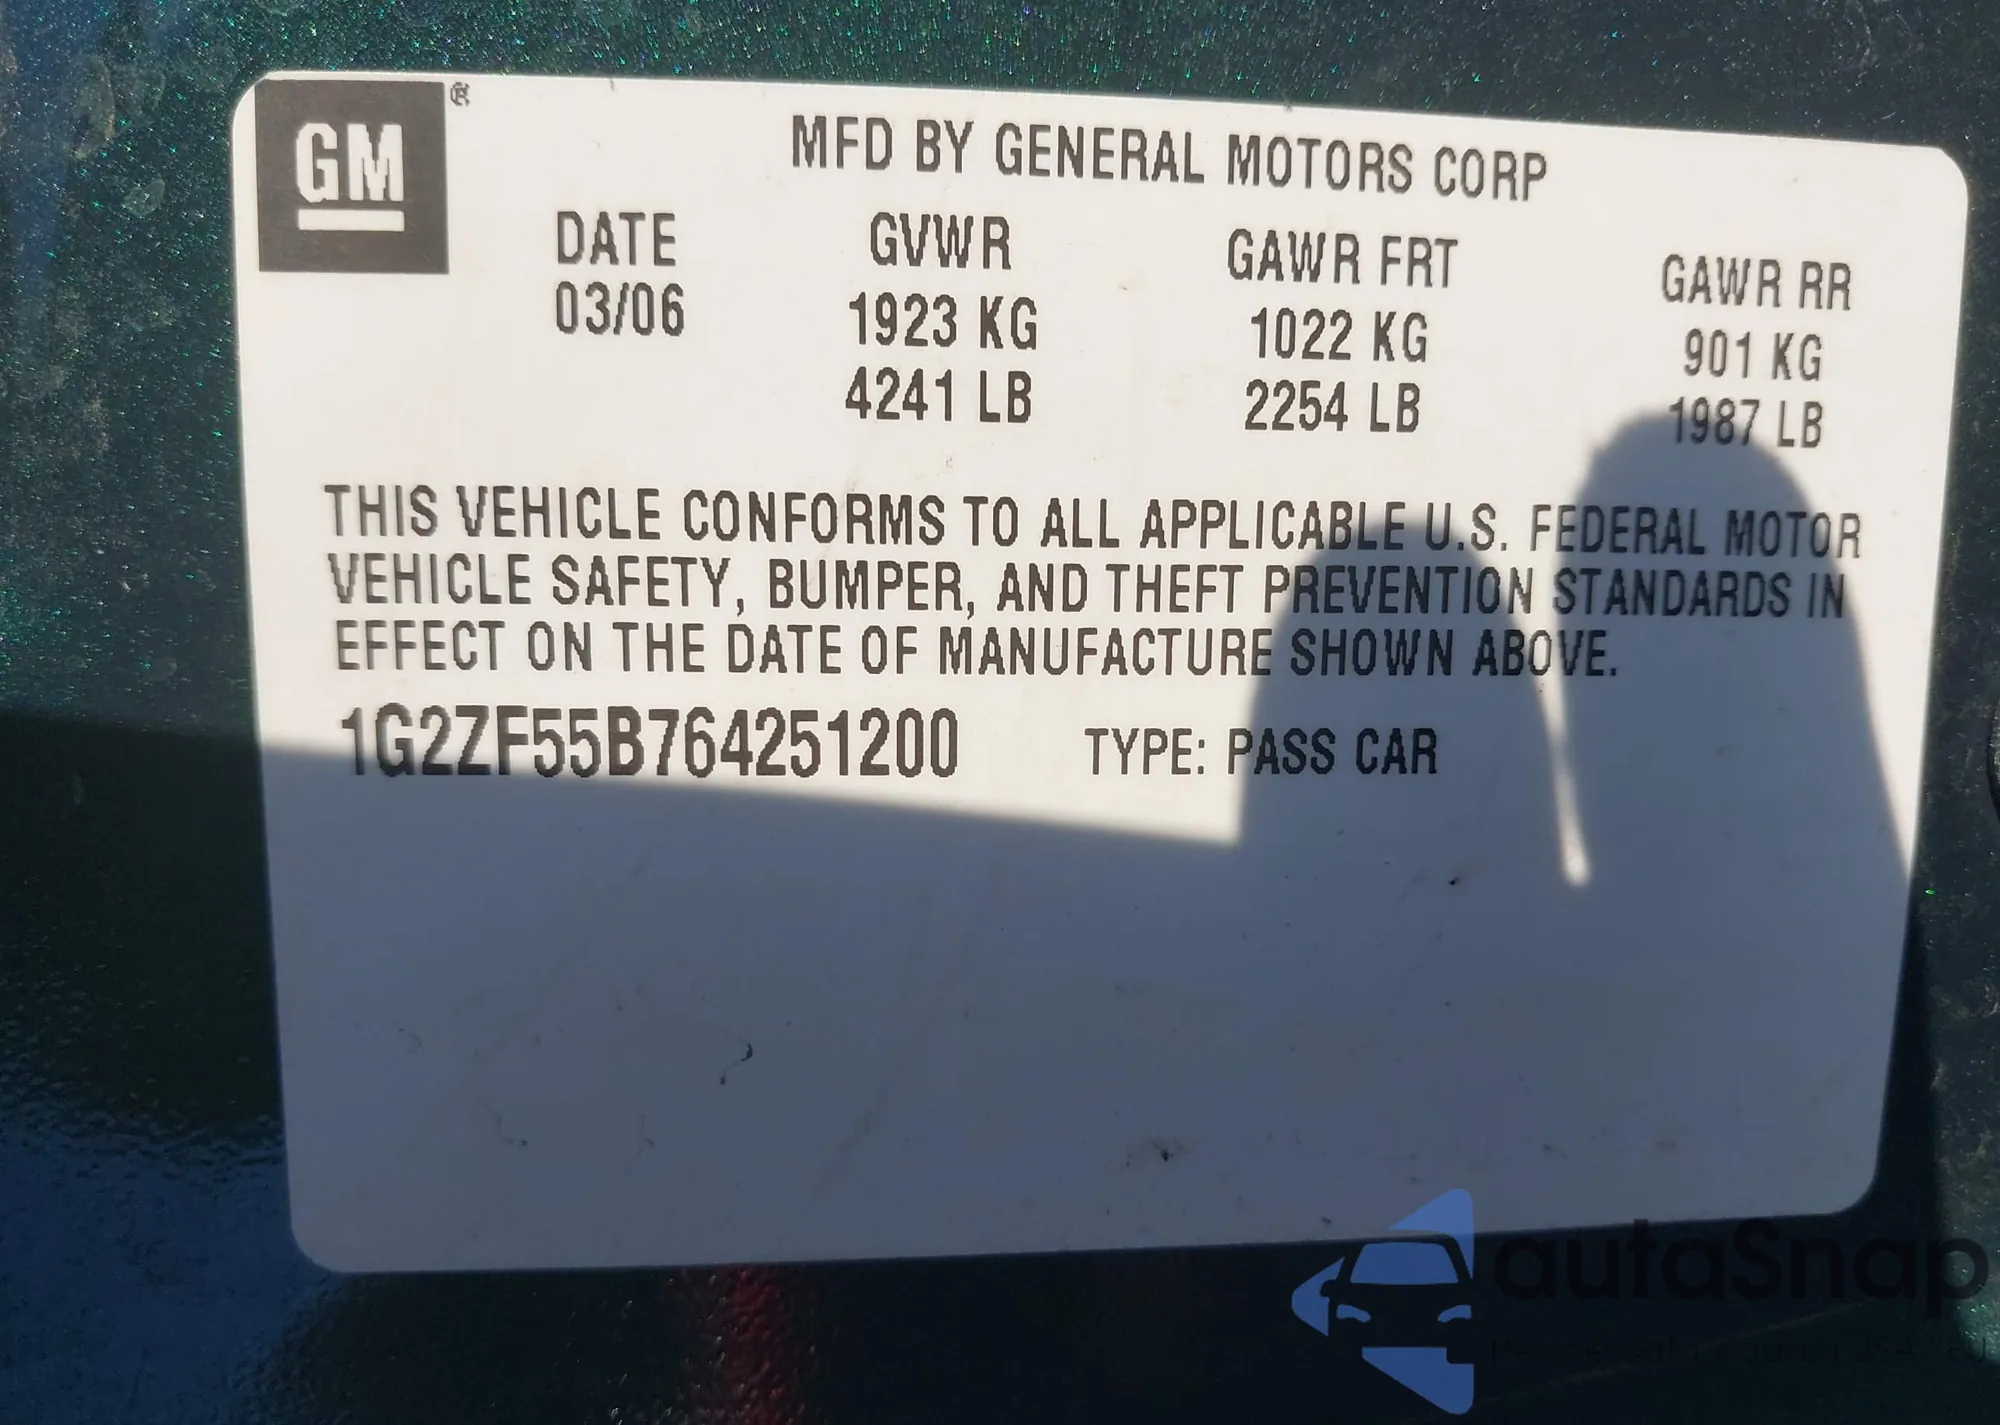 GM ®
MFD BY GENERAL MOTORS CORP
DATE GVWR GAWR FRT GAWR RR
03/06 1923 KG 1022 KG 901 KG
4241 LB 2254 LB 1987 LB
THIS VEHICLE CONFORMS TO ALL APPLICABLE U.S. FEDERAL MOTOR
VEHICLE SAFETY, BUMPER, AND THEFT PREVENTION STANDARDS IN
EFFECT ON THE DATE OF MANUFACTURE SHOWN ABOVE.
1G2ZF55B764251200 TYPE: PASS CAR
autaSnap